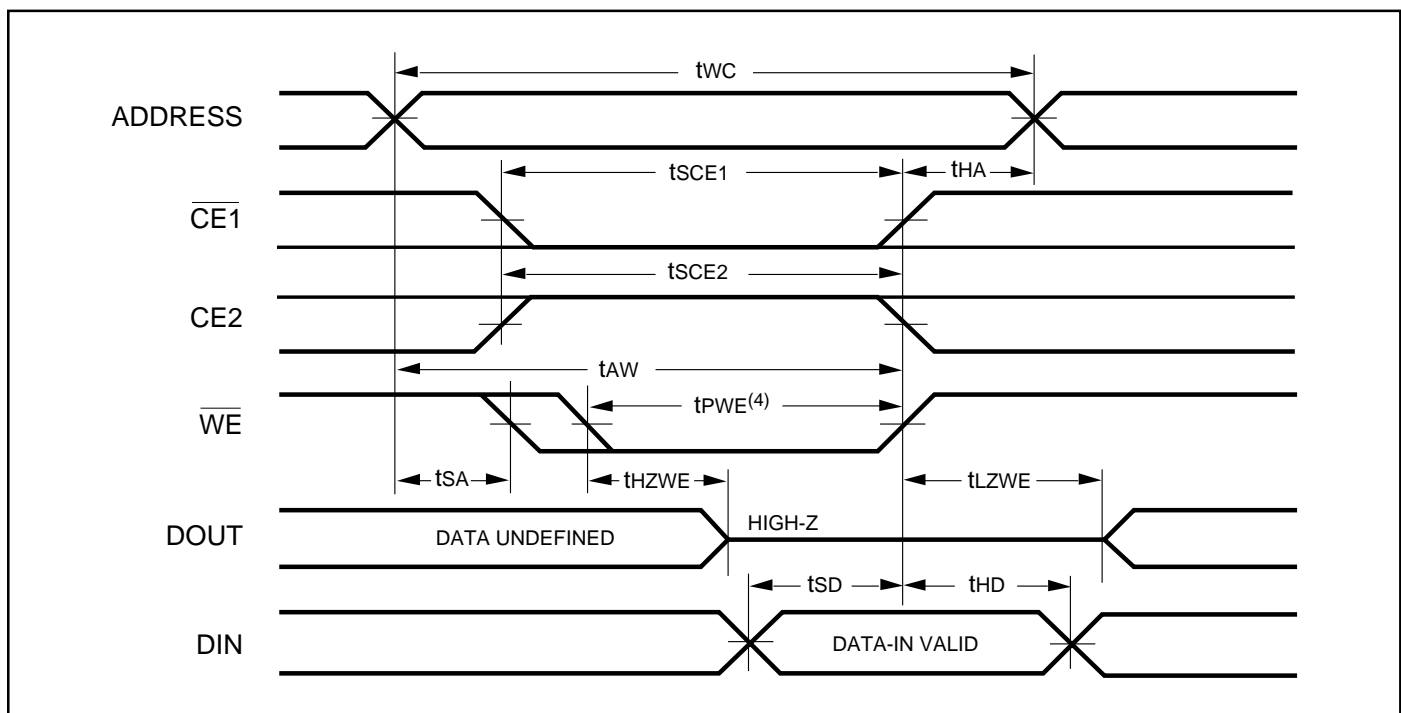 tWC
ADDRESS
tSCE1
tHA
CE1
tSCE2
CE2
tAW
tPWE(4)
WE
tSA
tHZWE
tLZWE
DOUT
DATA UNDEFINED
HIGH-Z
tSD
tHD
DIN
DATA-IN VALID